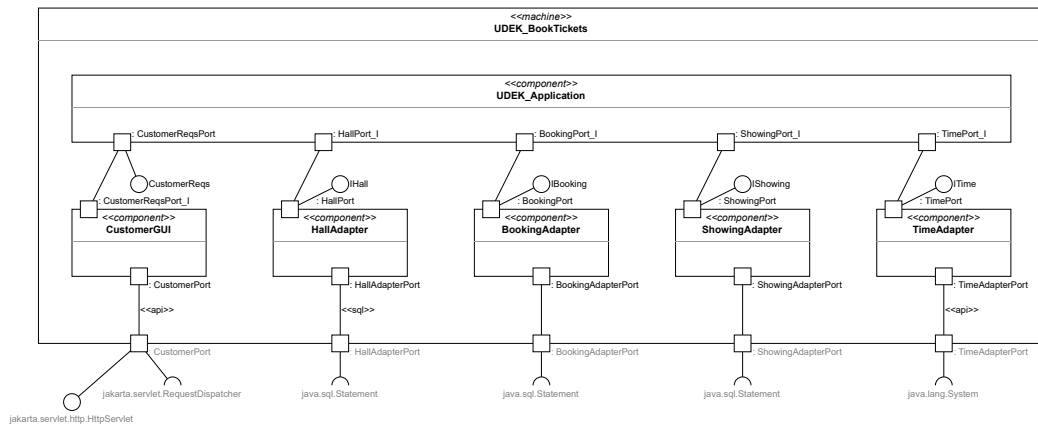 <<machine>>
UDEK_BookTickets
<<component>>
UDEK_Application
: CustomerReqsPort
: HallPort_I
: BookingPort_I
: ShowingPort_I
: TimePort_I
CustomerReqs
IHall
IBooking
IShowing
ITime
: CustomerReqsPort_I
: HallPort
: BookingPort
: ShowingPort
: TimePort
<<component>>
CustomerGUI
<<component>>
HallAdapter
<<component>>
BookingAdapter
<<component>>
ShowingAdapter
<<component>>
TimeAdapter
: CustomerPort
: HallAdapterPort
: BookingAdapterPort
: ShowingAdapterPort
: TimeAdapterPort
<<api>>
<<sql>>
<<api>>
: CustomerPort
: HallAdapterPort
: BookingAdapterPort
: ShowingAdapterPort
: TimeAdapterPort
jakarta.servlet.RequestDispatcher
java.sql.Statement
java.sql.Statement
java.sql.Statement
java.lang.System
jakarta.servlet.http.HttpServlet